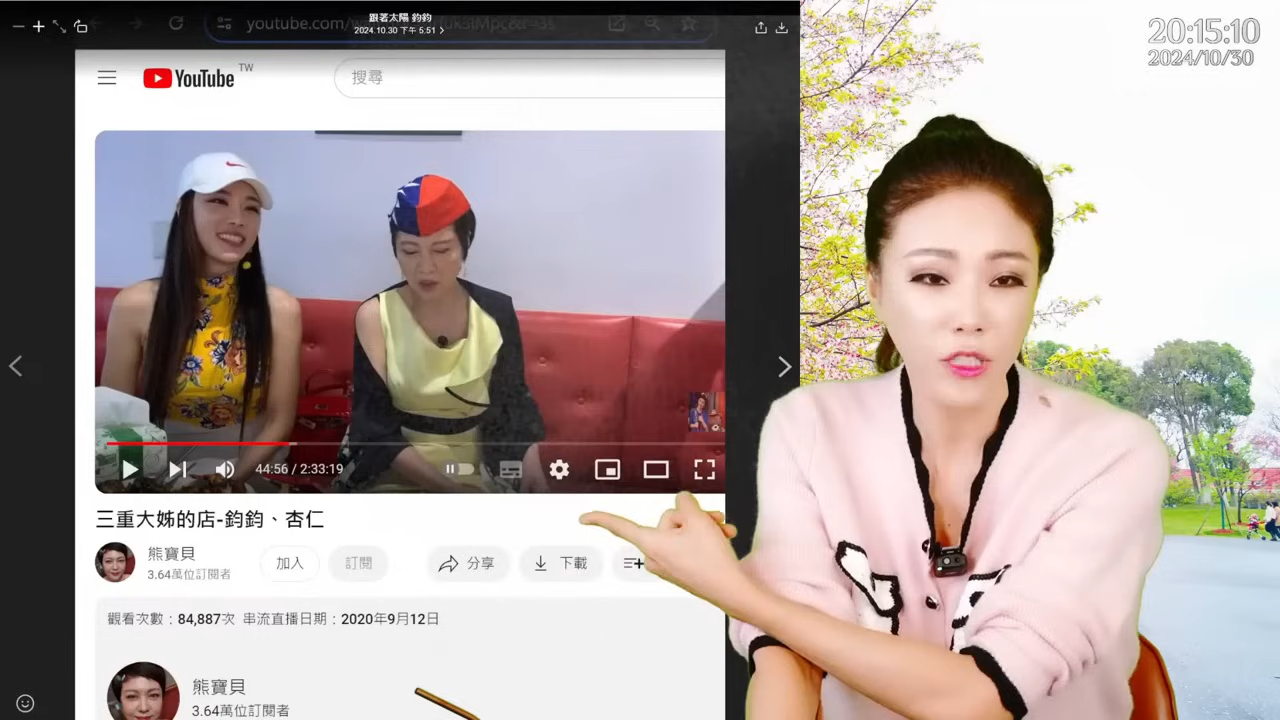 跟著太陽 鈞鈞
2024.10.30 下午 5:51
youtube.com/w
20:15:10
2024/10/30
YouTube TW
搜尋
44:56 / 2:33:19
三重大姊的店-鈞鈞、杏仁
熊寶貝
3.64萬位訂閱者
加入
訂閱
分享
下載
觀看次數：84,887次 串流直播日期：2020年9月12日
熊寶貝
3.64萬位訂閱者